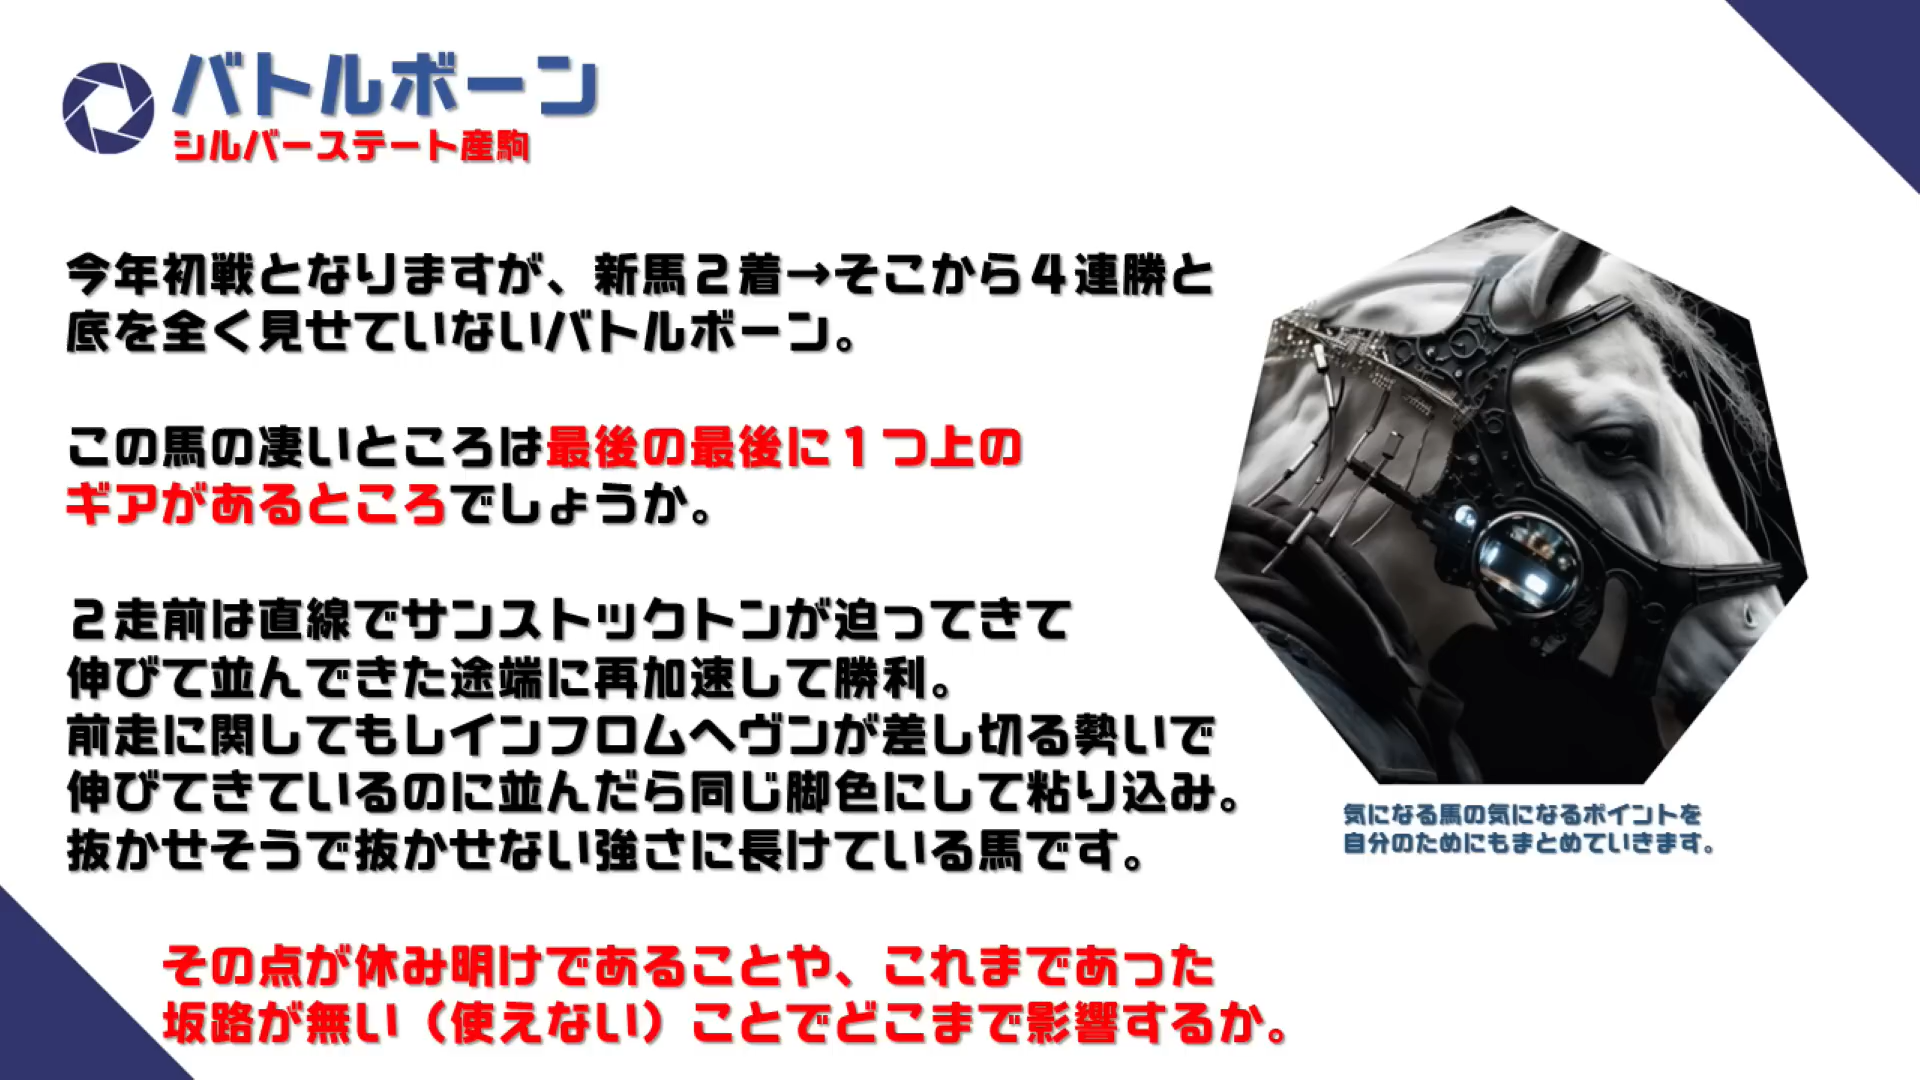 バトルボーン
シルバーステート産駒
今年初戦となりますが、新馬２着→そこから４連勝と
底を全く見せていないバトルボーン。
この馬の凄いところは最後の最後に１つ上の
ギアがあるところでしょうか。
２走前は直線でサンストックトンが迫ってきて
伸びて並んできた途端に再加速して勝利。
前走に関してもレインフロムヘヴンが差し切る勢いで
伸びてきているのに並んだら同じ脚色にして粘り込み。
抜かせそうで抜かせない強さに長けている馬です。
その点が休み明けであることや、これまであった
坂路が無い（使えない）ことでどこまで影響するか。
気になる馬の気になるポイントを
自分のためにもまとめていきます。